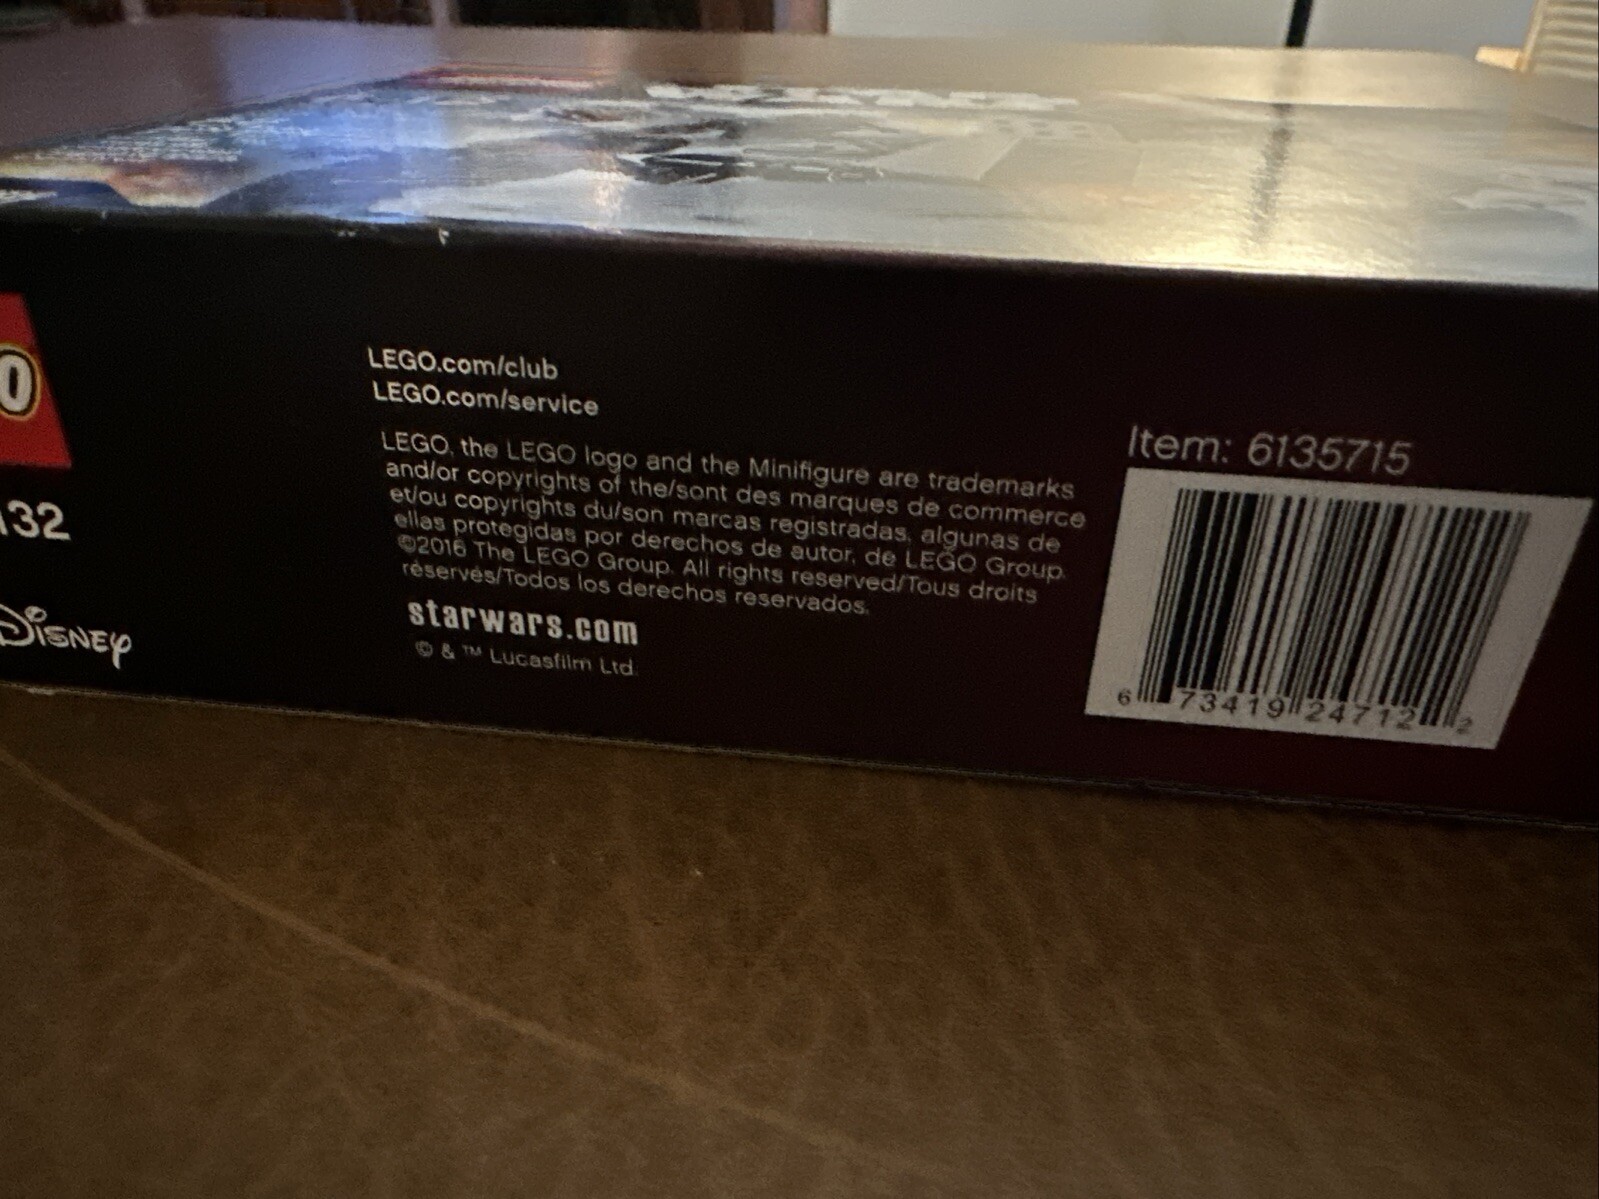 LEGO.com/club
LEGO.com/service
LEGO, the LEGO logo and the Minifigure are trademarks
and/or copyrights of the/sont des marques de commerce
et/ou copyrights du/son marcas registradas, algunas de
ellas protegidas por derechos de autor, de LEGO Group.
©2016 The LEGO Group. All rights reserved/Tous droits
réservés/Todos los derechos reservados.
starwars.com
© & ™ Lucasfilm Ltd.
O
132
Disney
Item: 6135715
6 73419 24712 2